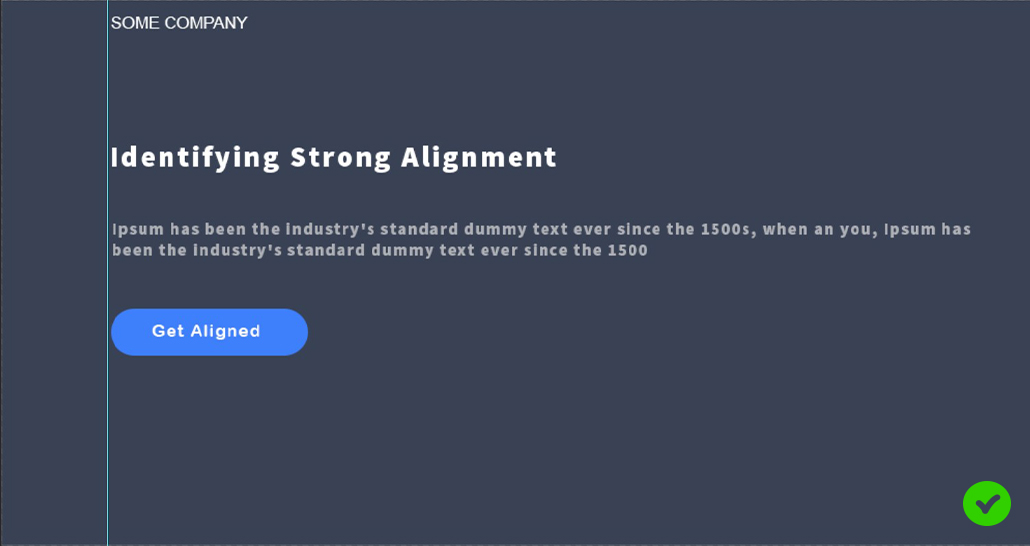 SOME COMPANY
Identifying Strong Alignment
Ipsum has been the industry's standard dummy text ever since the 1500s, when an you, Ipsum has
been the industry's standard dummy text ever since the 1500
Get Aligned